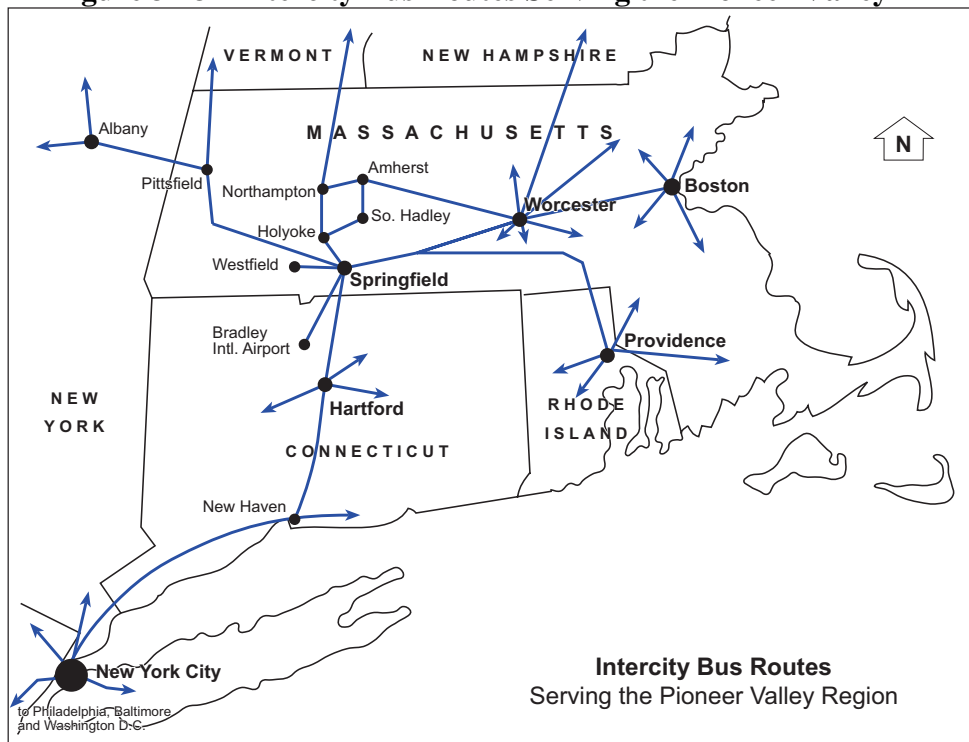 VERMONT
NEW HAMPSHIRE
MASSACHUSETTS
N
Albany
Pittsfield
Northampton
Amherst
So. Hadley
Holyoke
Westfield
Springfield
Worcester
Boston
Bradley
Intl. Airport
Providence
Hartford
NEW
YORK
RHODE
ISLAND
CONNECTICUT
New Haven
New York City
to Philadelphia, Baltimore
and Washington D.C.
Intercity Bus Routes
Serving the Pioneer Valley Region